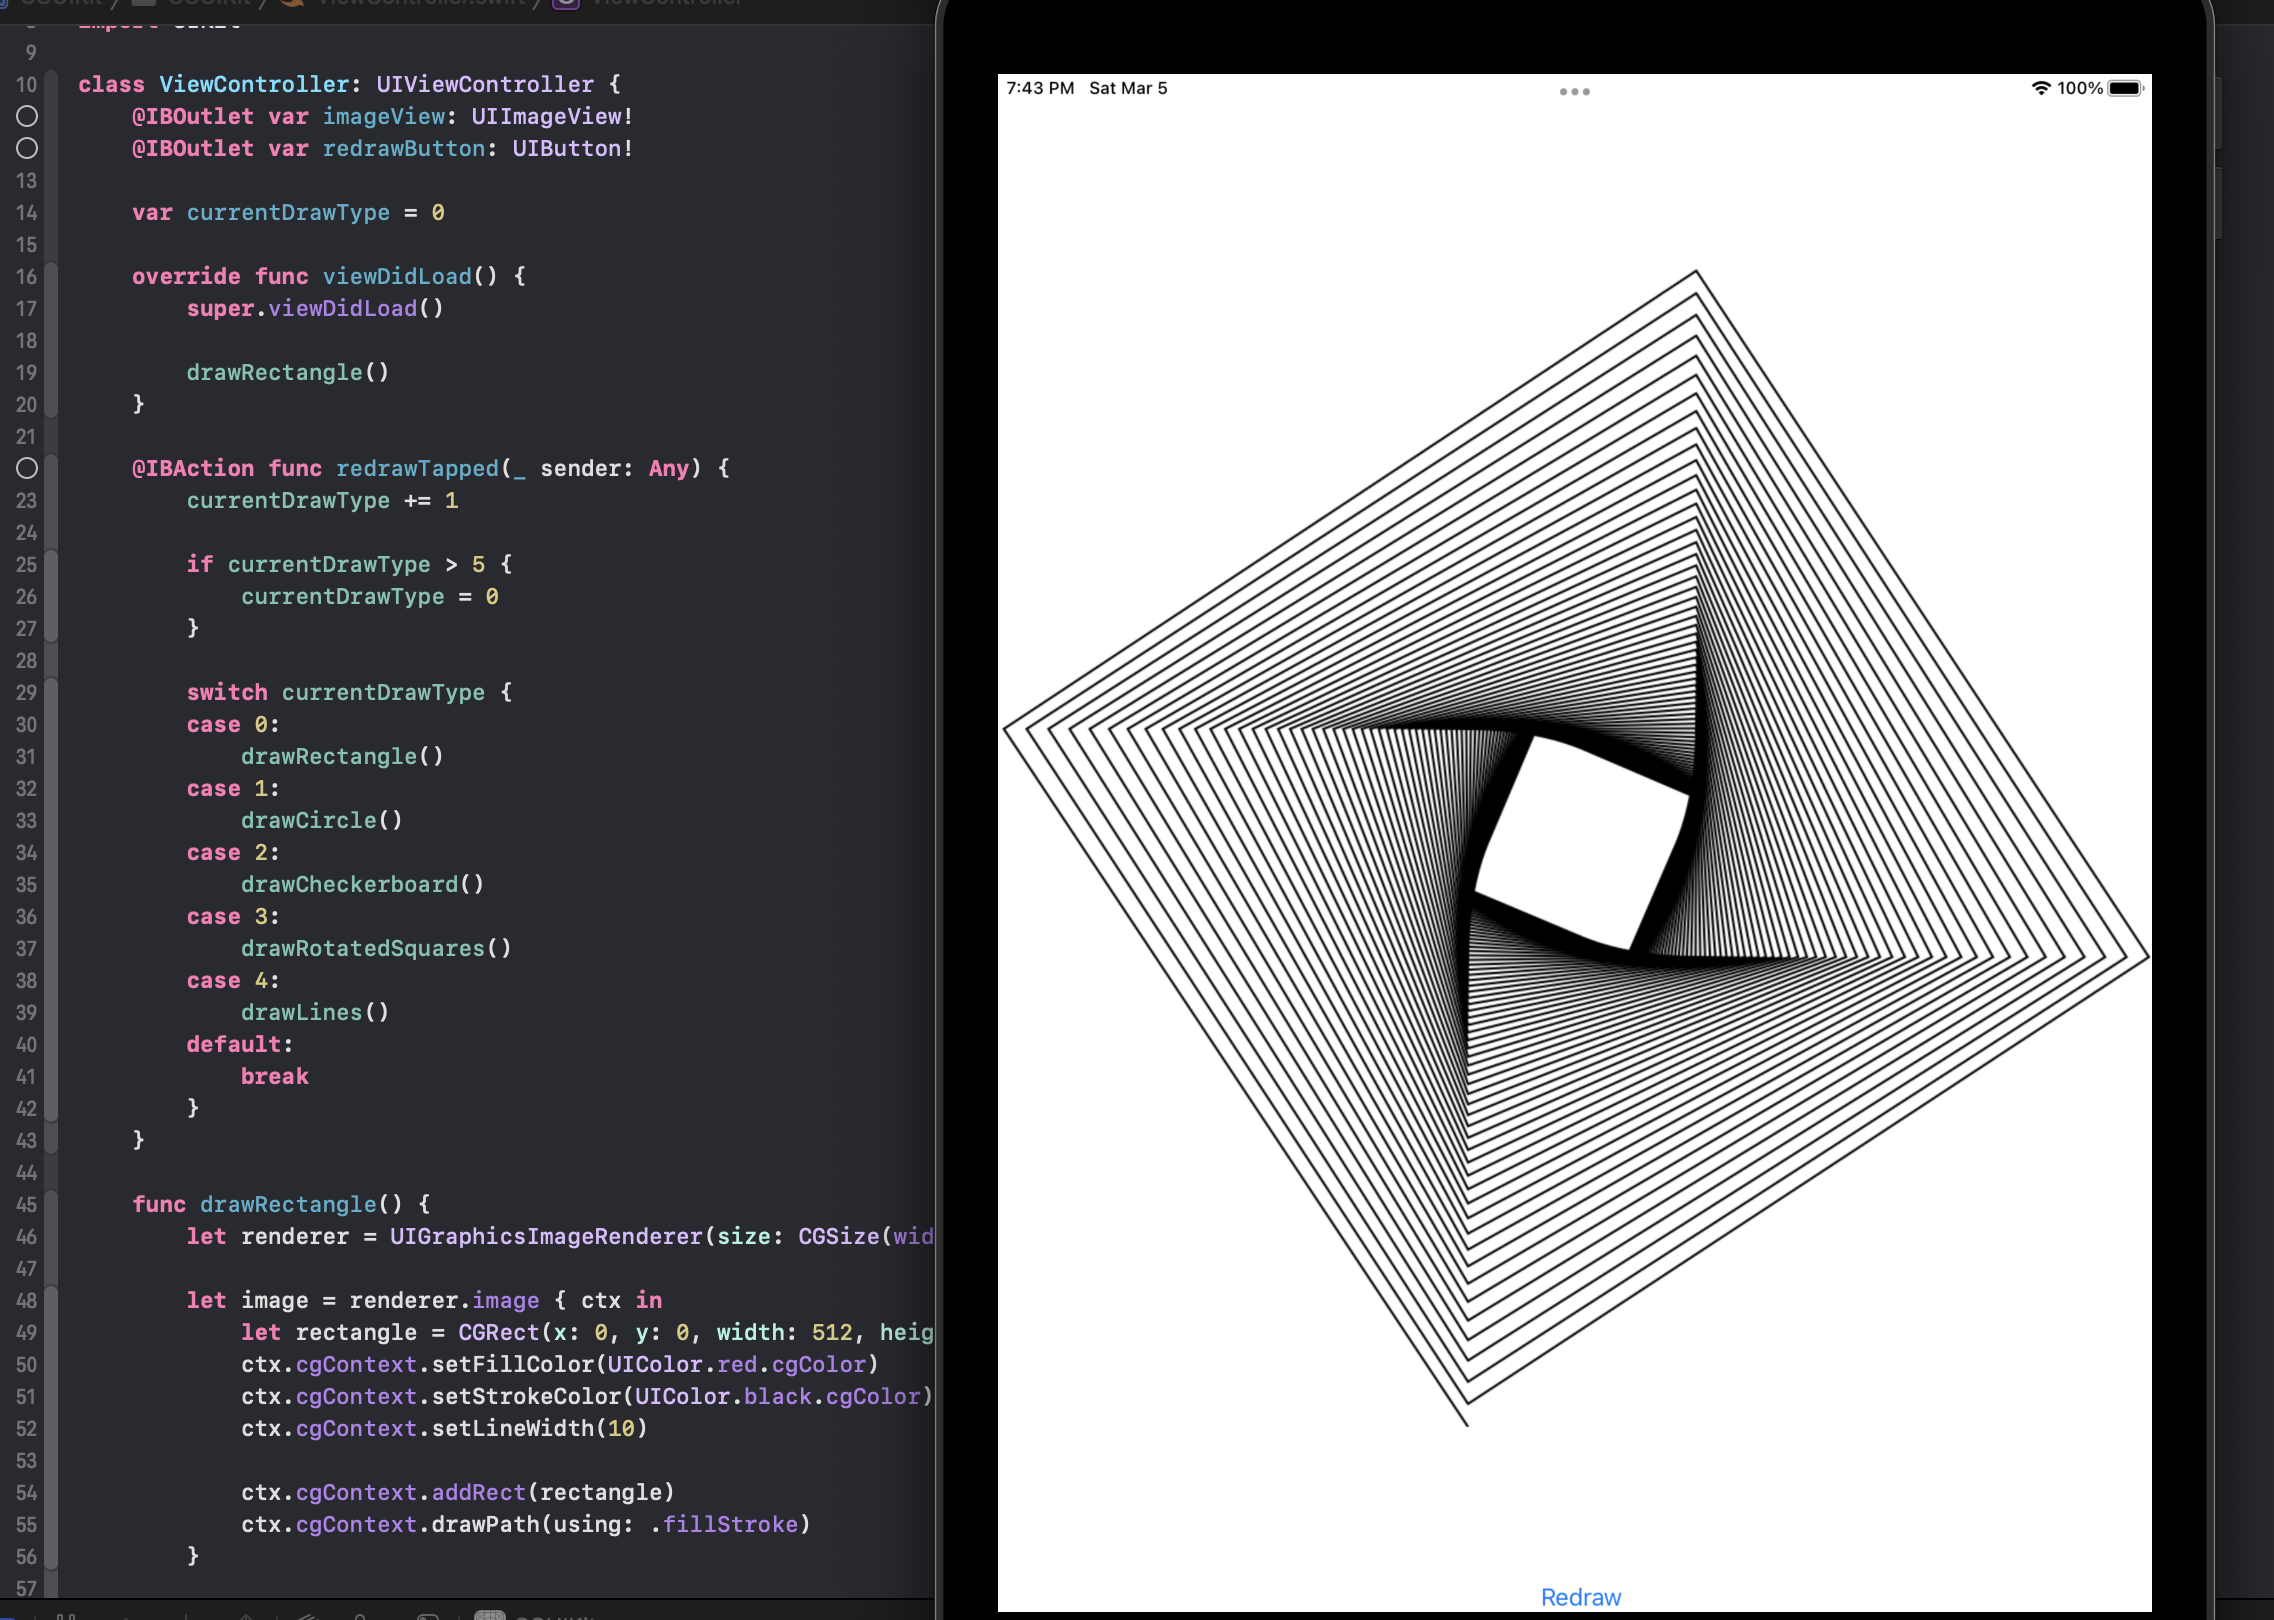 ViewController.swift
ViewController
import UIKit
9
10 class ViewController: UIViewController {
@IBOutlet var imageView: UIImageView!
@IBOutlet var redrawButton: UIButton!
13
14 var currentDrawType = 0
15
16 override func viewDidLoad() {
17 super.viewDidLoad()
18
19 drawRectangle()
20 }
21
@IBAction func redrawTapped(_ sender: Any) {
23 currentDrawType += 1
24
25 if currentDrawType > 5 {
26 currentDrawType = 0
27 }
28
29 switch currentDrawType {
30 case 0:
31 drawRectangle()
32 case 1:
33 drawCircle()
34 case 2:
35 drawCheckerboard()
36 case 3:
37 drawRotatedSquares()
38 case 4:
39 drawLines()
40 default:
41 break
42 }
43 }
44
45 func drawRectangle() {
46 let renderer = UIGraphicsImageRenderer(size: CGSize(wid
47
48 let image = renderer.image { ctx in
49 let rectangle = CGRect(x: 0, y: 0, width: 512, heig
50 ctx.cgContext.setFillColor(UIColor.red.cgColor)
51 ctx.cgContext.setStrokeColor(UIColor.black.cgColor)
52 ctx.cgContext.setLineWidth(10)
53
54 ctx.cgContext.addRect(rectangle)
55 ctx.cgContext.drawPath(using: .fillStroke)
56 }
57
7:43 PM Sat Mar 5
100%
Redraw